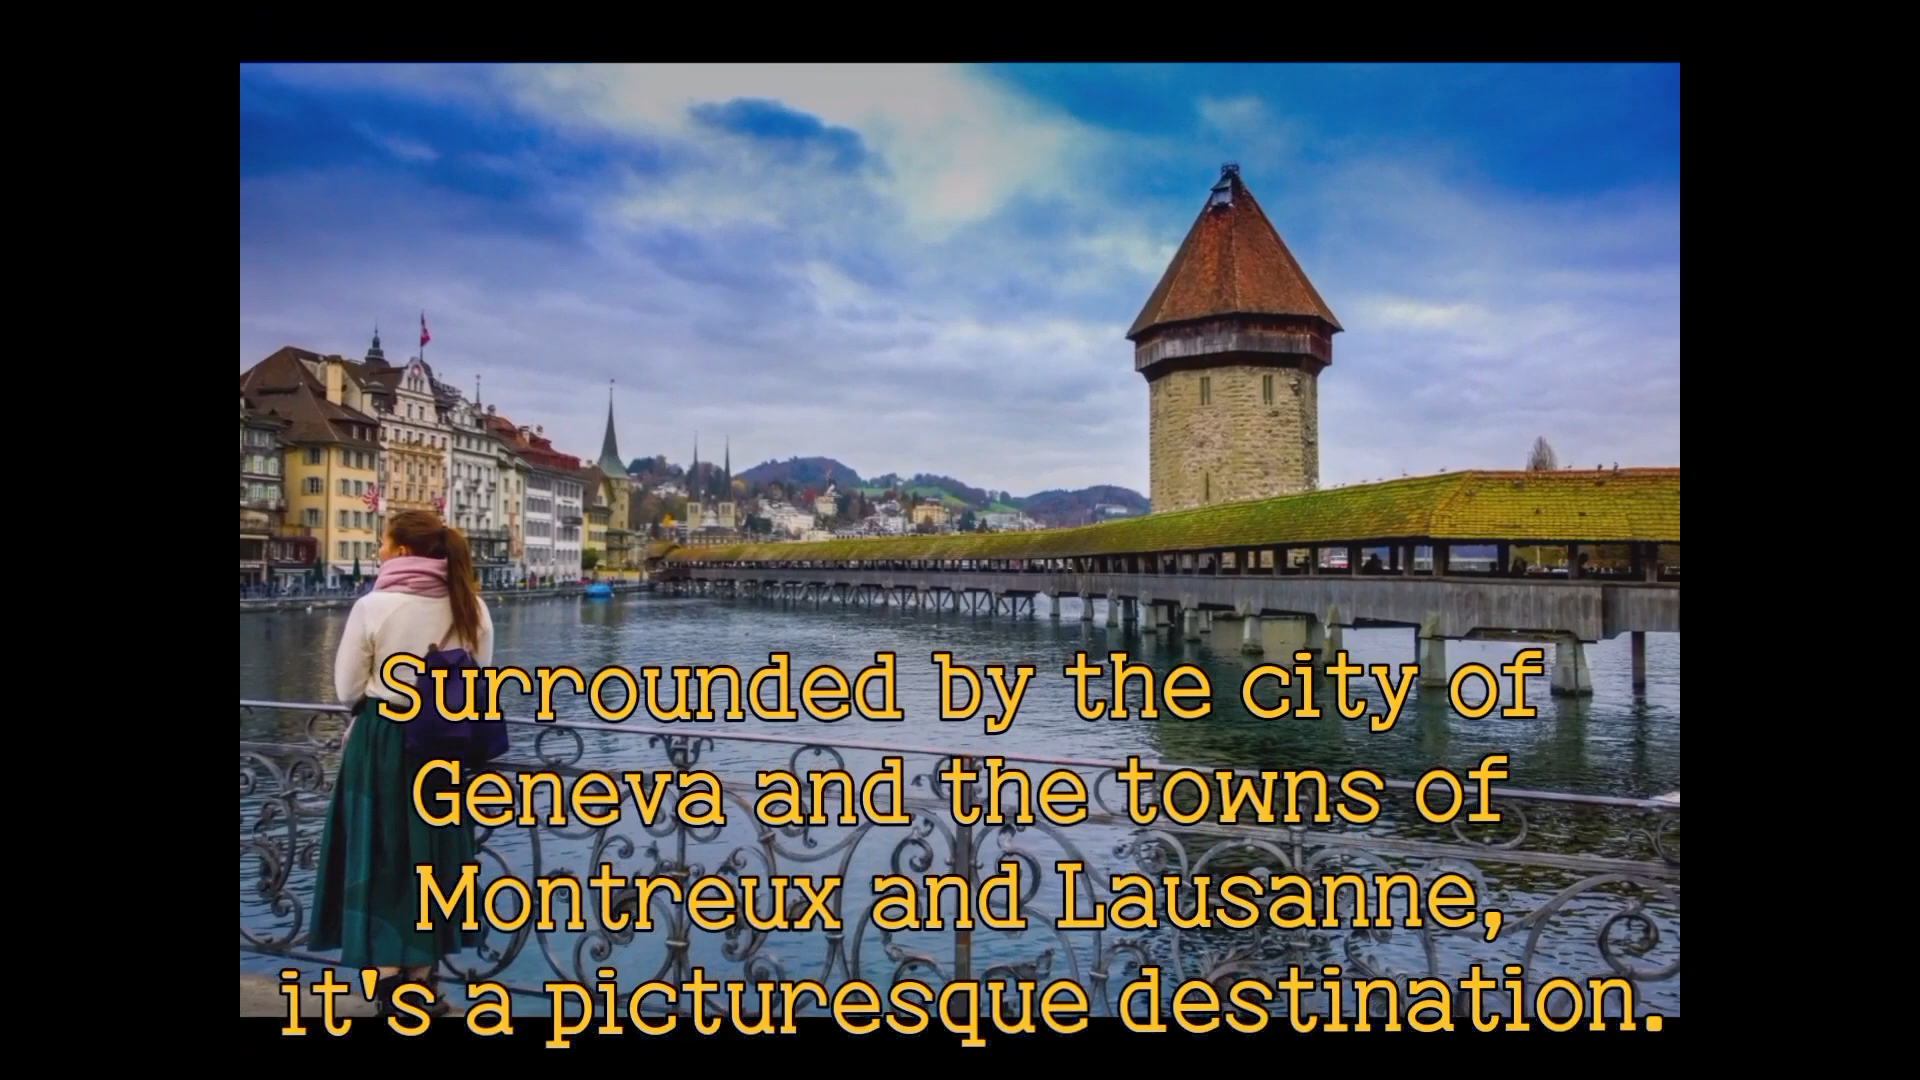 Surrounded by the city of
Geneva and the towns of
Montreux and Lausanne,
it's a picturesque destination.